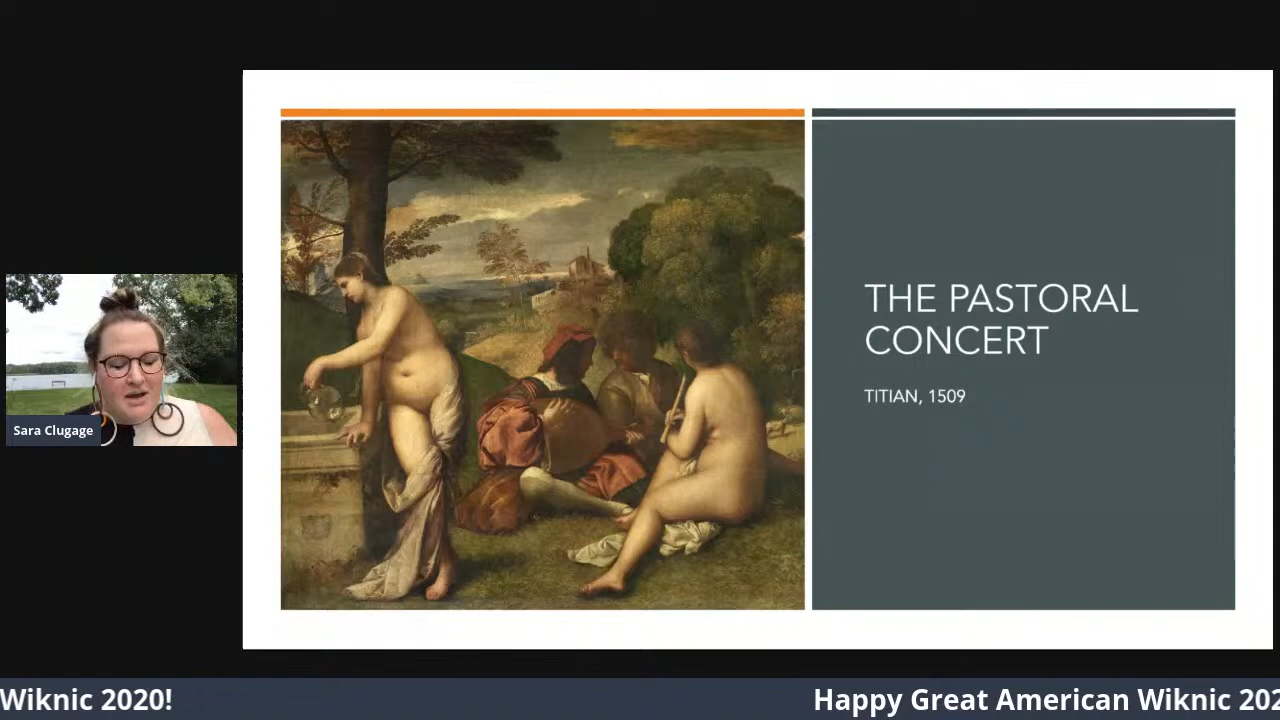 THE PASTORAL
CONCERT
TITIAN, 1509
Sara Clugage
Wiknic 2020!
Happy Great American Wiknic 202